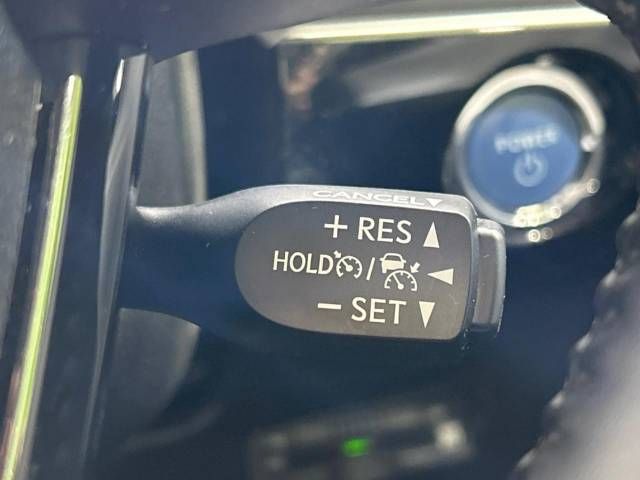 CANCEL▼
+ RES ▲
HOLD / ◄
− SET ▼
POWER